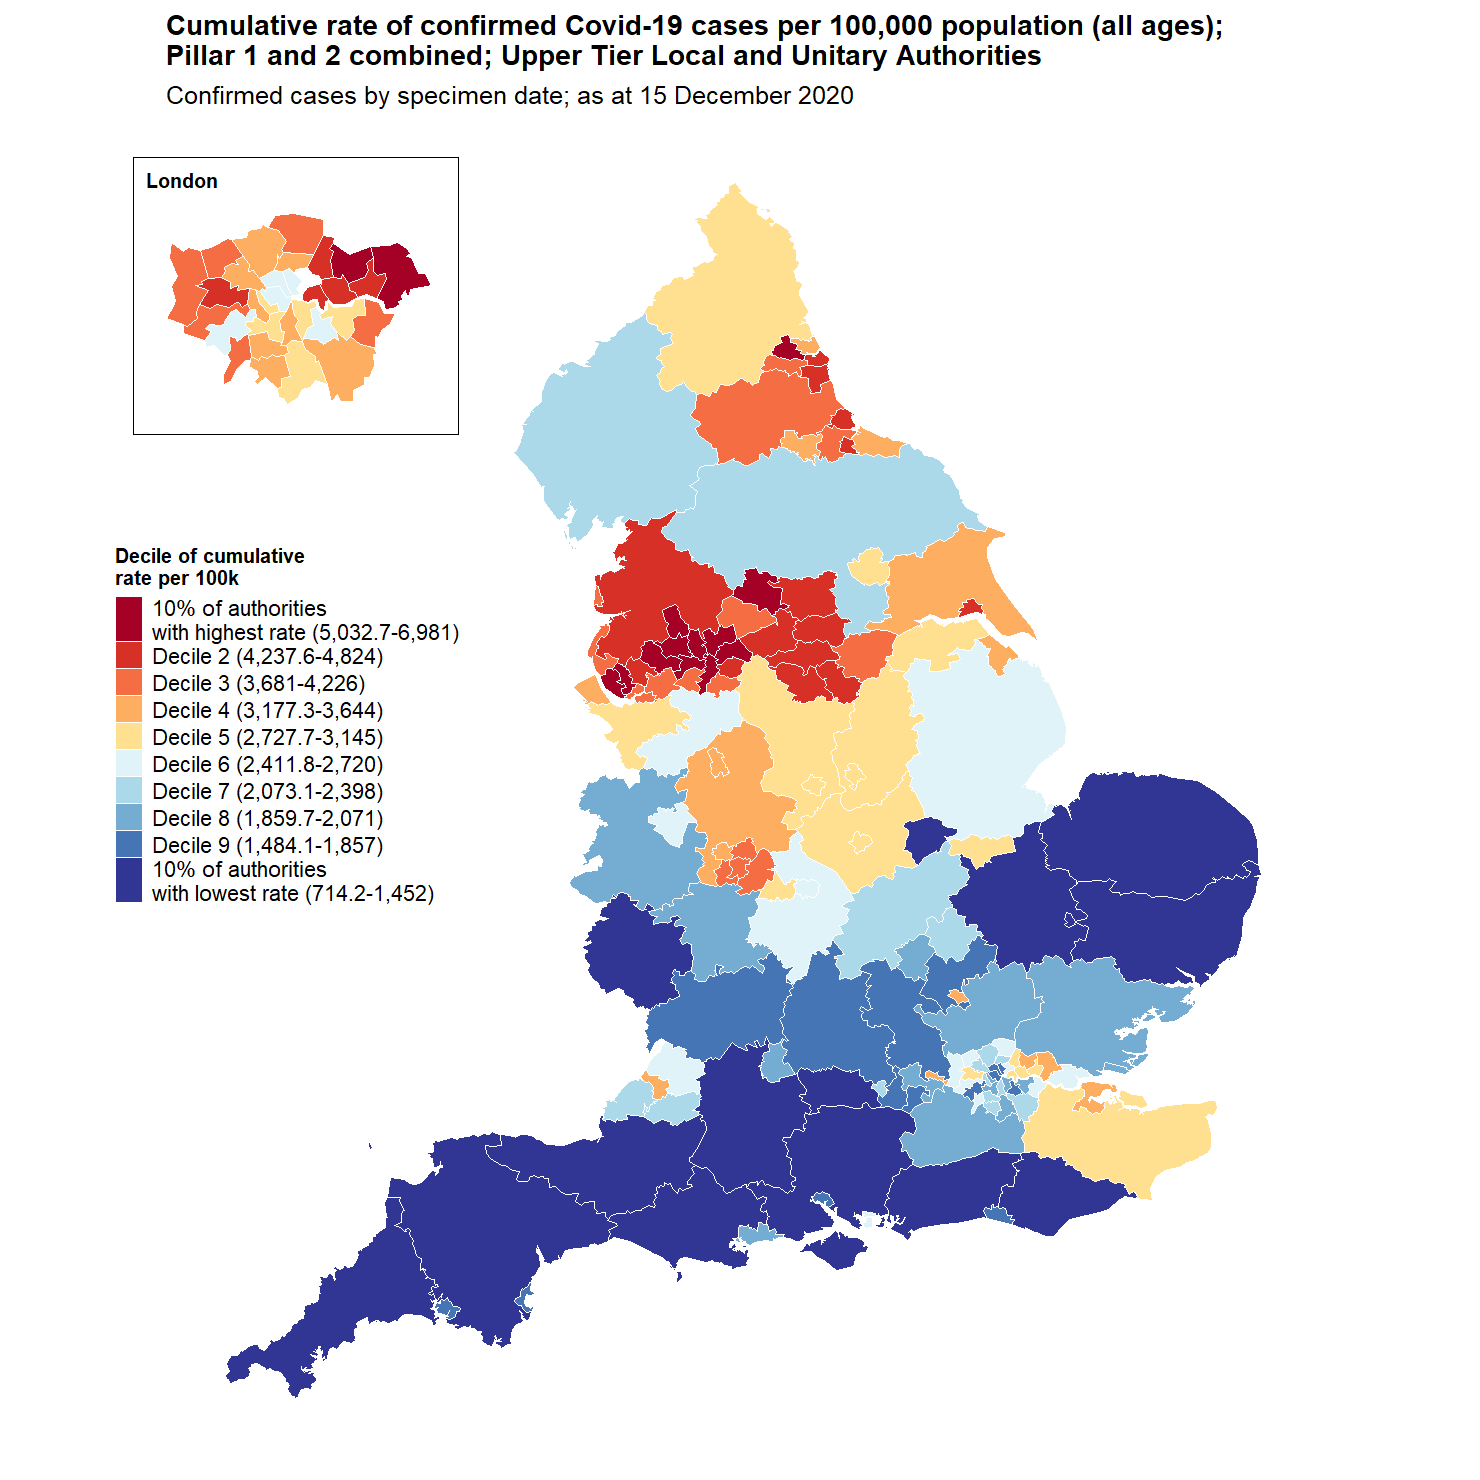 Cumulative rate of confirmed Covid-19 cases per 100,000 population (all ages);
Pillar 1 and 2 combined; Upper Tier Local and Unitary Authorities
Confirmed cases by specimen date; as at 15 December 2020
London
Decile of cumulative
rate per 100k
10% of authorities
with highest rate (5,032.7-6,981)
Decile 2 (4,237.6-4,824)
Decile 3 (3,681-4,226)
Decile 4 (3,177.3-3,644)
Decile 5 (2,727.7-3,145)
Decile 6 (2,411.8-2,720)
Decile 7 (2,073.1-2,398)
Decile 8 (1,859.7-2,071)
Decile 9 (1,484.1-1,857)
10% of authorities
with lowest rate (714.2-1,452)